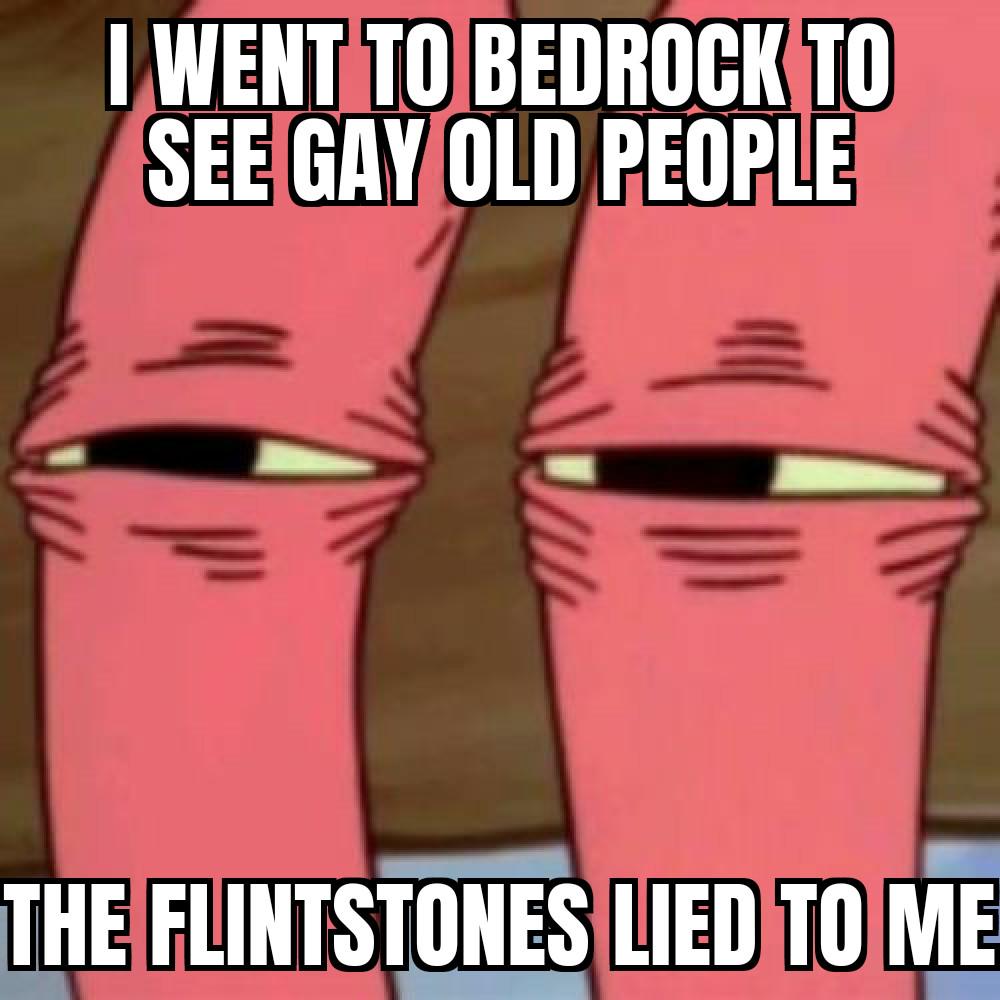 I WENT TO BEDROCK TO
SEE GAY OLD PEOPLE
THE FLINTSTONES LIED TO ME